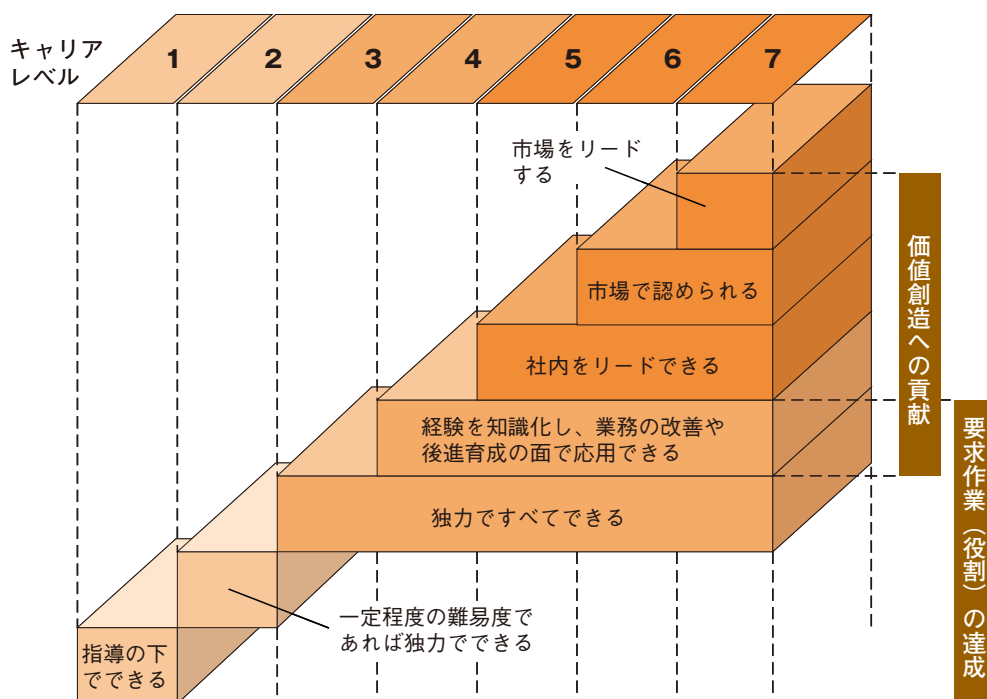 キャリア
レベル
1 2 3 4 5 6 7
市場をリード
する
市場で認められる
社内をリードできる
経験を知識化し、業務の改善や
後進育成の面で応用できる
独力ですべてできる
一定程度の難易度で
あれば独力でできる
指導の下
でできる
価値創造への貢献
要求作業（役割）の達成